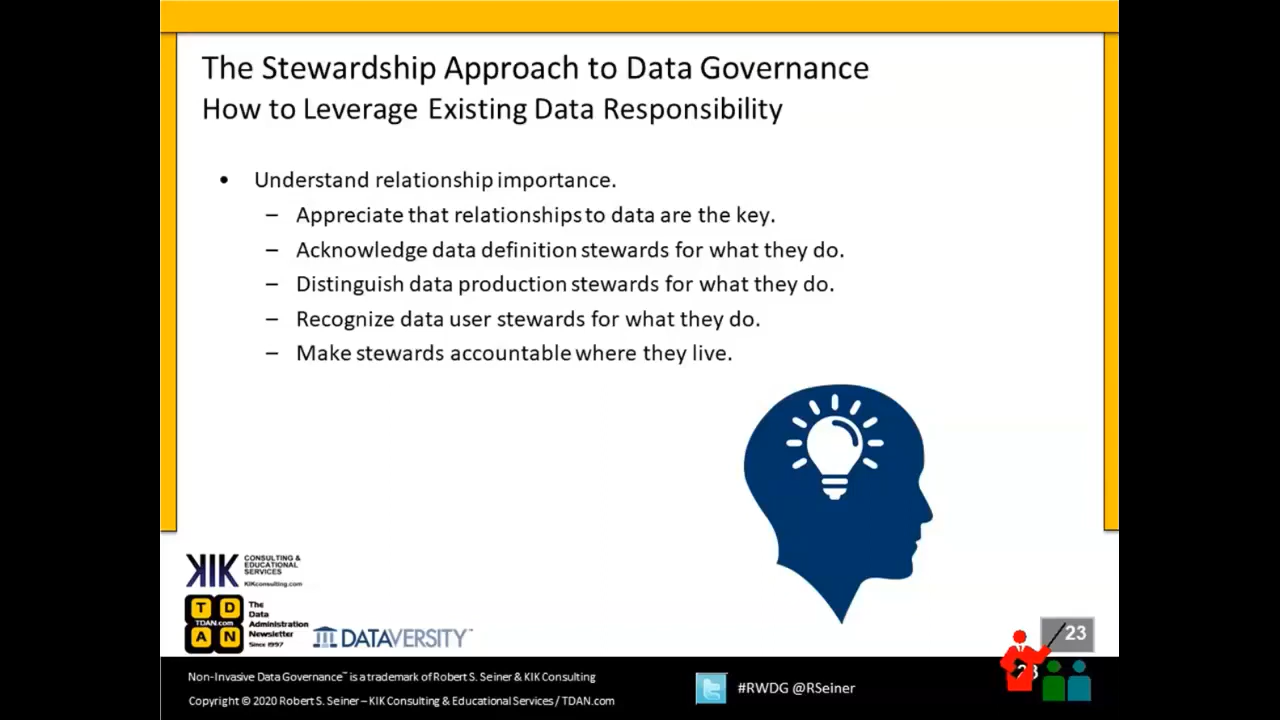 The Stewardship Approach to Data Governance
How to Leverage Existing Data Responsibility
• Understand relationship importance.
– Appreciate that relationships to data are the key.
– Acknowledge data definition stewards for what they do.
– Distinguish data production stewards for what they do.
– Recognize data user stewards for what they do.
– Make stewards accountable where they live.
KIK
CONSULTING &
EDUCATIONAL
SERVICES
KIKconsulting.com
T D
TDAN.com
A N
The
Data
Administration
Newsletter
Since 1997
DATAVERSITY™
23
23
Non-Invasive Data Governance™ is a trademark of Robert S. Seiner & KIK Consulting
Copyright © 2020 Robert S. Seiner – KIK Consulting & Educational Services / TDAN.com
#RWDG @RSeiner